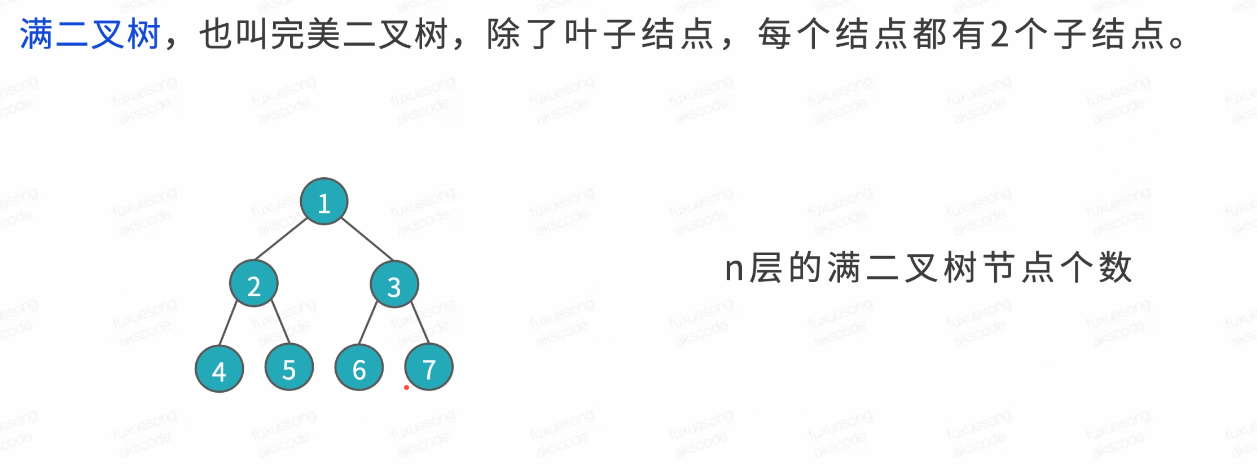 满二叉树，也叫完美二叉树，除了叶子结点，每个结点都有2个子结点。
1
2 3
n层的满二叉树节点个数
4 5 6 7
fuxuesong
akscode